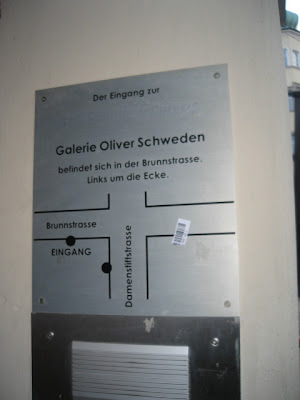 Der Eingang zur
Galerie Oliver Schweden
befindet sich in der Brunnstrasse.
Links um die Ecke.
Brunnstrasse
EINGANG
Damenstiftstrasse